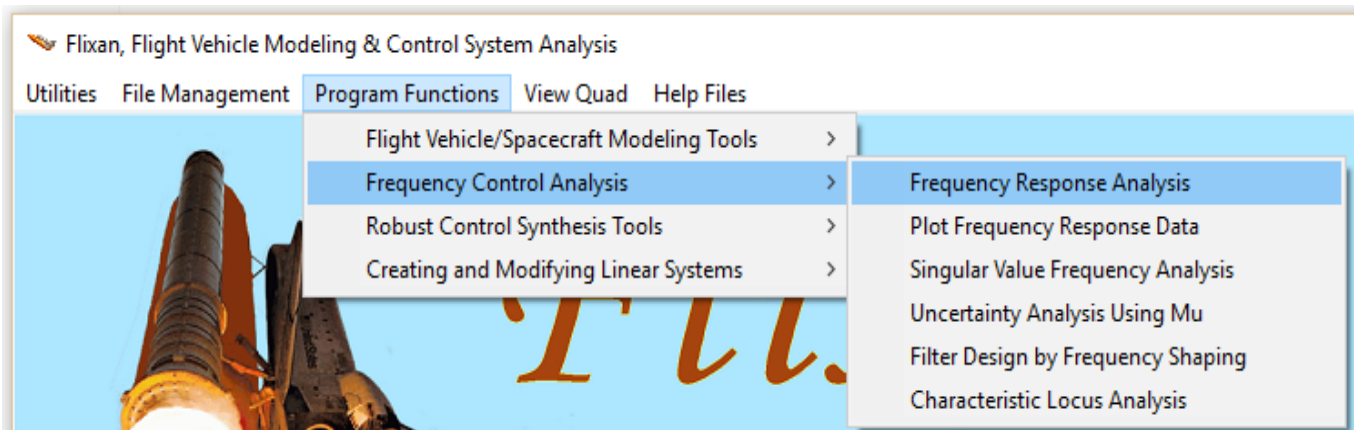 Flixan, Flight Vehicle Modeling & Control System Analysis
Utilities File Management Program Functions View Quad Help Files
Flight Vehicle/Spacecraft Modeling Tools >
Frequency Control Analysis >
Robust Control Synthesis Tools >
Creating and Modifying Linear Systems >
Frequency Response Analysis
Plot Frequency Response Data
Singular Value Frequency Analysis
Uncertainty Analysis Using Mu
Filter Design by Frequency Shaping
Characteristic Locus Analysis